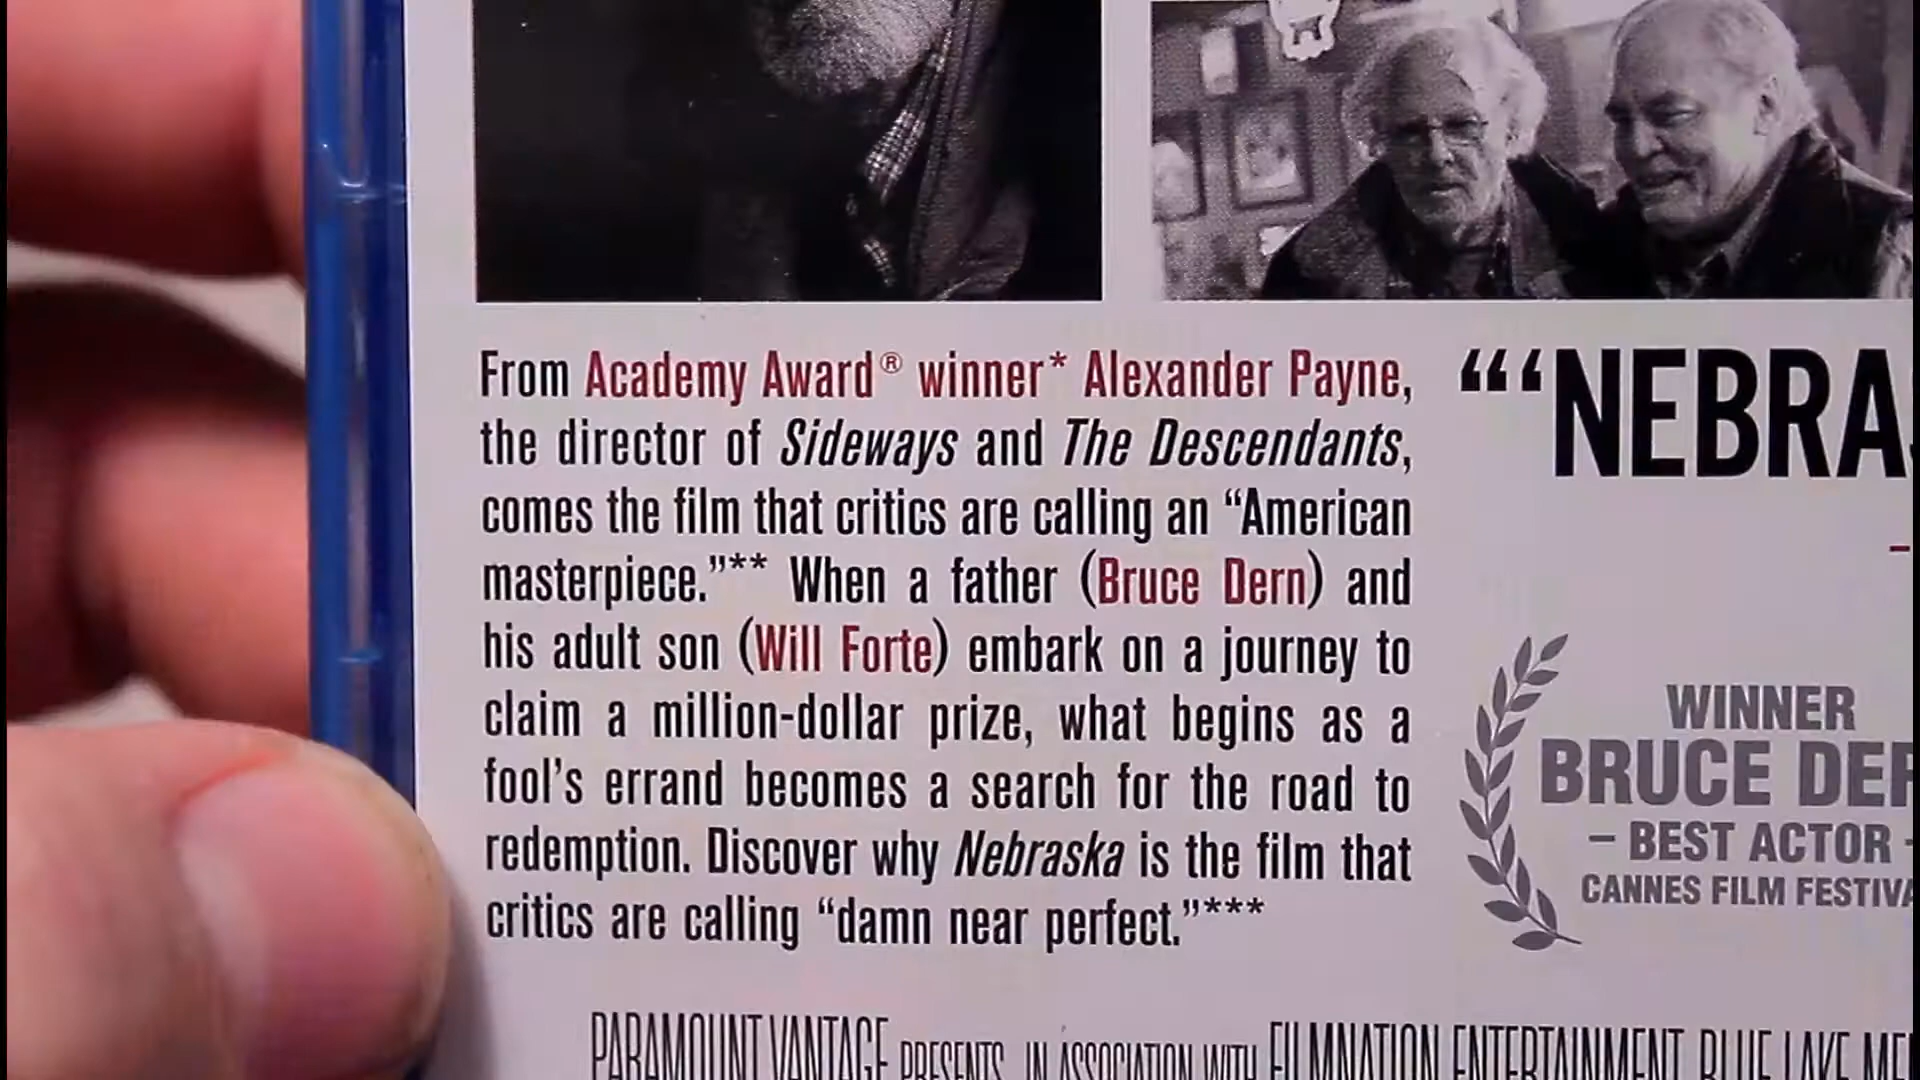 From Academy Award® winner* Alexander Payne,
the director of Sideways and The Descendants,
comes the film that critics are calling an “American
masterpiece.”** When a father (Bruce Dern) and
his adult son (Will Forte) embark on a journey to
claim a million-dollar prize, what begins as a
fool’s errand becomes a search for the road to
redemption. Discover why Nebraska is the film that
critics are calling “damn near perfect.”***
“‘NEBRAS
WINNER
BRUCE DER
– BEST ACTOR -
CANNES FILM FESTIVA
PARAMOUNT VANTAGE PRESENTS IN ASSOCIATION WITH FILMNATION ENTERTAINMENT BLUE LAKE ME